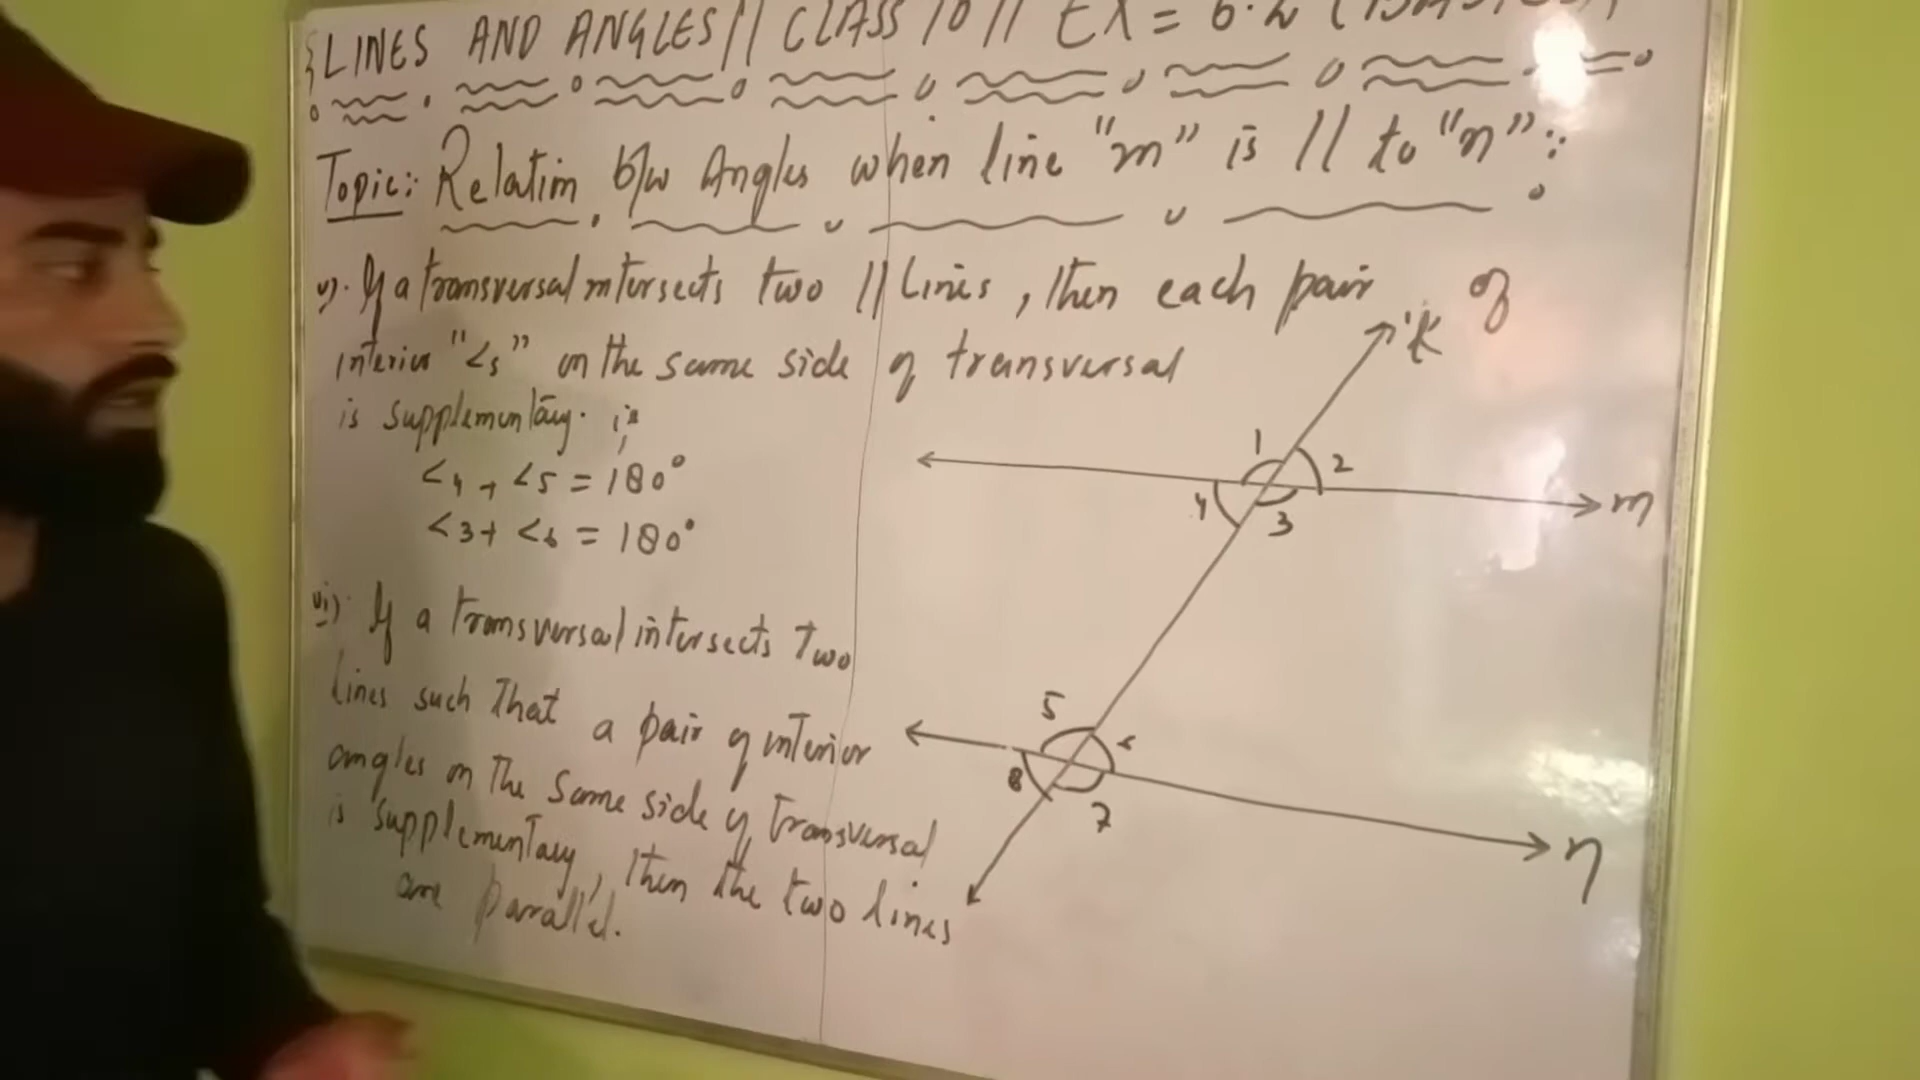 LINES AND ANGLES // CLASS 10 // EX = 6.2
Topic: Relation b/w Angles when line "m" is // to "n":
v). If a transversal intersects two // lines, then each pair of
interior "∠s" on the same side of transversal
is supplementary. i;e
∠4 + ∠5 = 180°
∠3 + ∠6 = 180°
vi). If a transversal intersects two
lines such that a pair of interior
angles on the same side of transversal
is supplementary, then the two lines
are parallel.
k
1 2
4 3
m
5 6
8 7
n